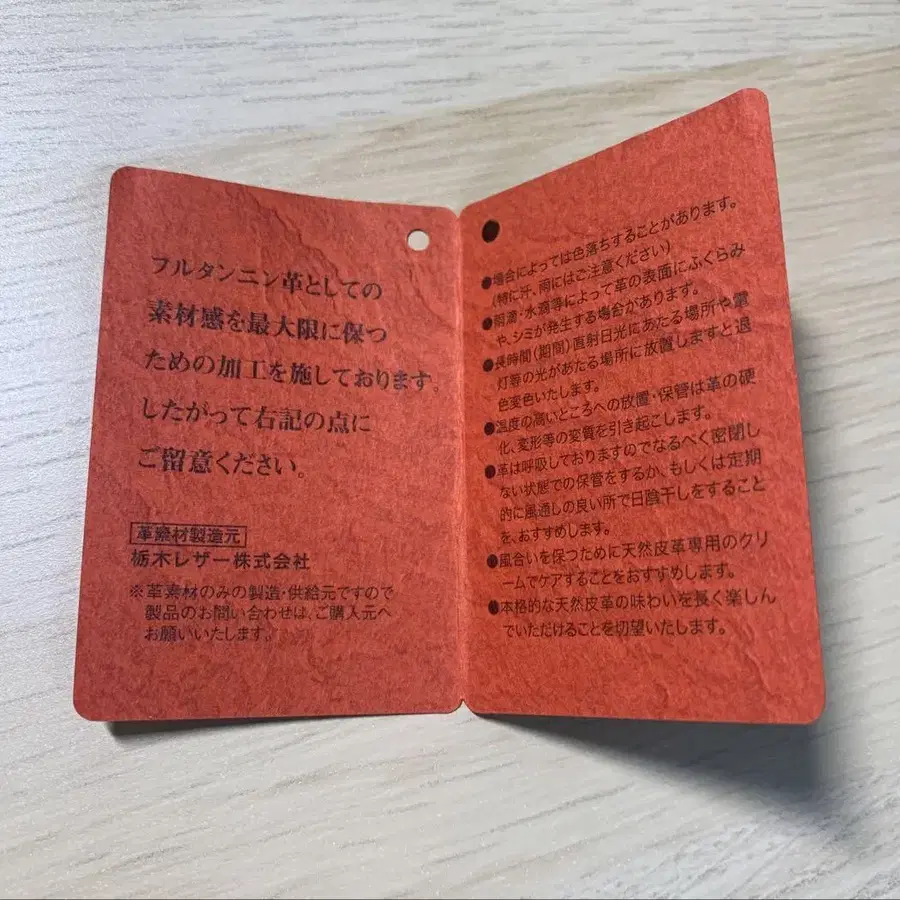 フルタンニン革としての
素材感を最大限に保つ
ための加工を施しております。
したがって右記の点に
ご留意ください。
革素材製造元
栃木レザー株式会社
※革素材のみの製造・供給元ですので
製品のお問い合わせは、ご購入元へ
お願いいたします。
●場合によっては色落ちすることがあります。
(特に汗、雨にはご注意ください)
●雨滴・水滴等によって革の表面にふくらみ
や、シミが発生する場合があります。
●長時間(期間)直射日光にあたる場所や電
灯等の光があたる場所に放置しますと退
色変色いたします。
●温度の高いところへの放置・保管は革の硬
化、変形等の変質を引き起こします。
●革は呼吸しておりますのでなるべく密閉し
ない状態での保管をするか、もしくは定期
的に風通しの良い所で日陰干しをすること
を、おすすめします。
●風合いを保つために天然皮革専用のクリ
ームでケアすることをおすすめします。
●本格的な天然皮革の味わいを長く楽しん
でいただけることを切望いたします。